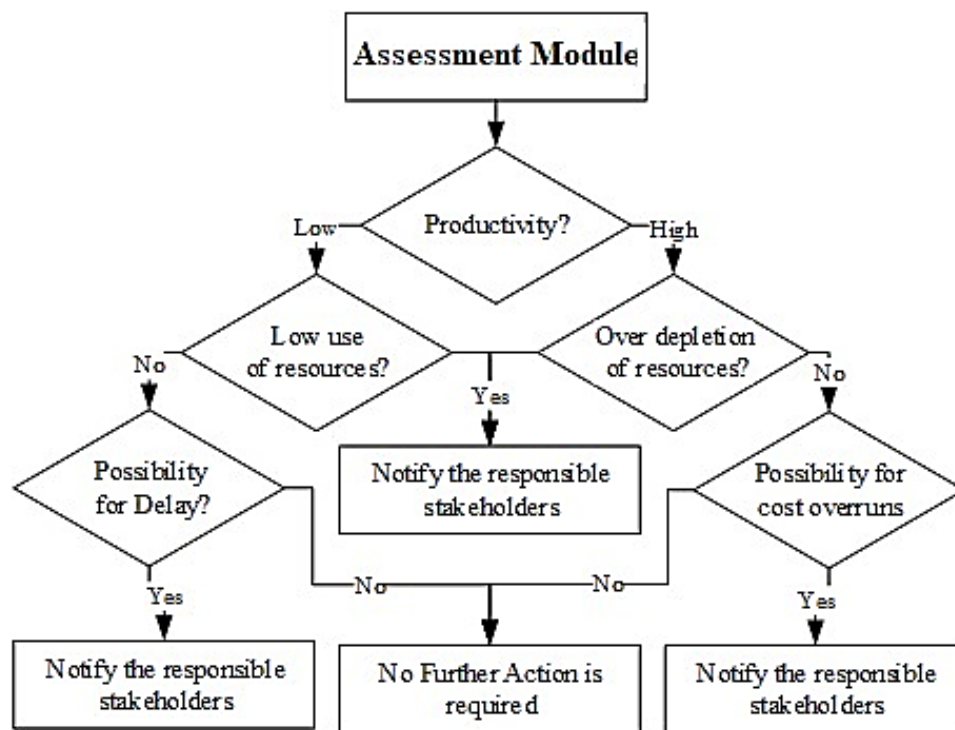 Assessment Module
Productivity?
Low
High
Low use
of resources?
Over depletion
of resources?
No
Yes
No
Possibility
for Delay?
Notify the responsible
stakeholders
Possibility for
cost overruns
No
No
Yes
Yes
Notify the responsible
stakeholders
No Further Action is
required
Notify the responsible
stakeholders